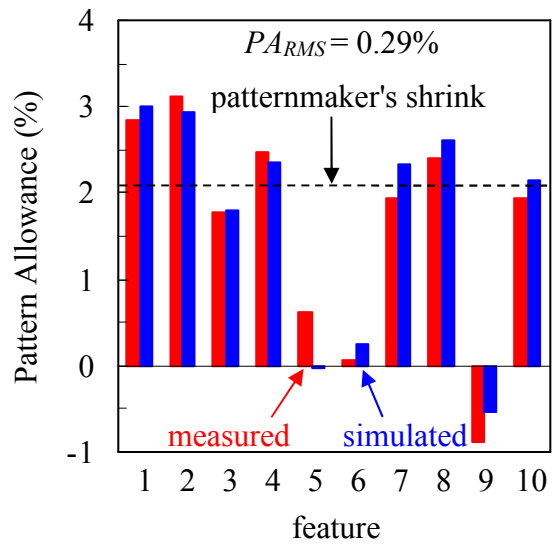 4
PA_RMS = 0.29%
patternmaker's shrink
3
2
1
0
-1
Pattern Allowance (%)
measured
simulated
1 2 3 4 5 6 7 8 9 10
feature